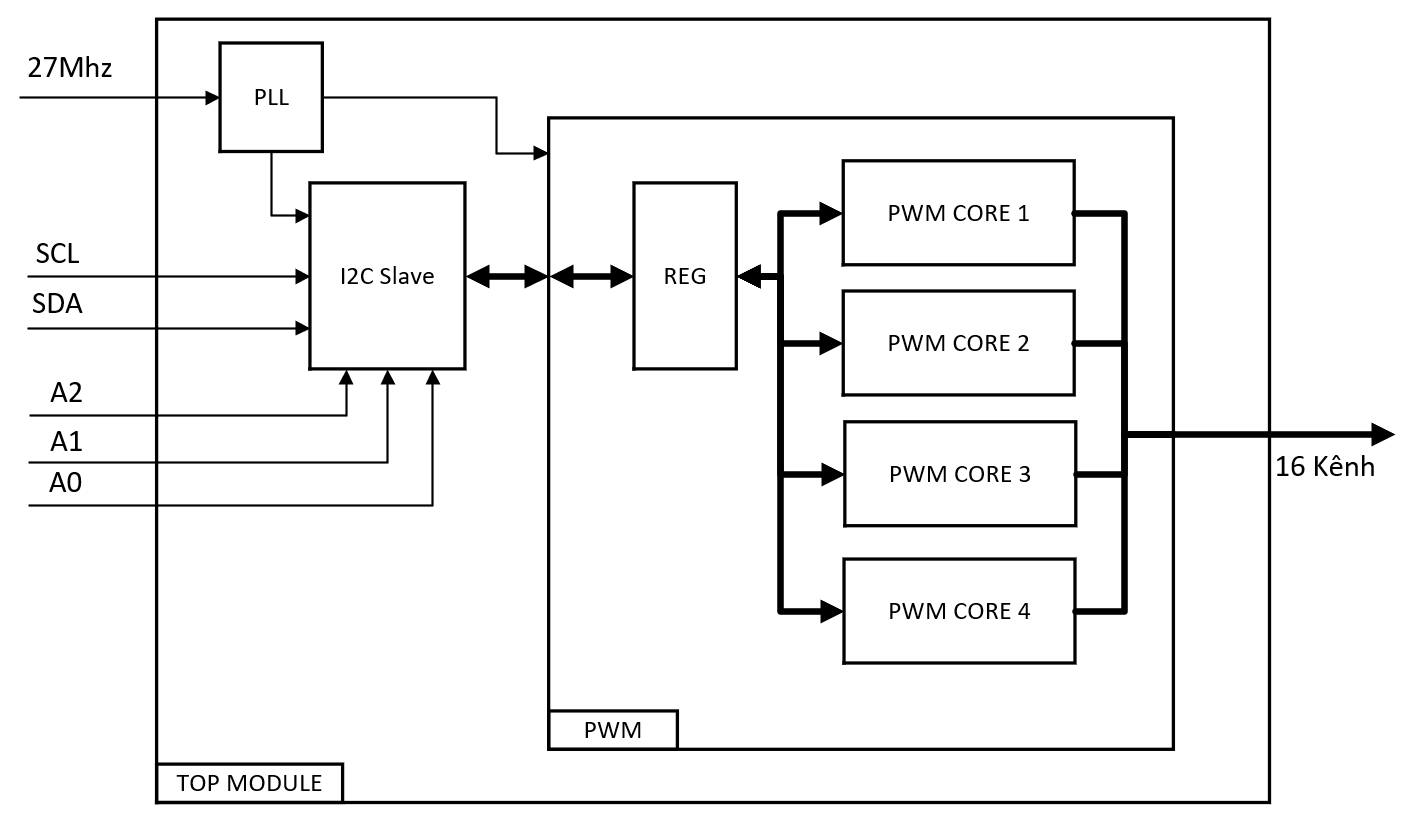 27Mhz
PLL
SCL
I2C Slave
SDA
A2
A1
A0
REG
PWM CORE 1
PWM CORE 2
PWM CORE 3
PWM CORE 4
16 Kênh
PWM
TOP MODULE